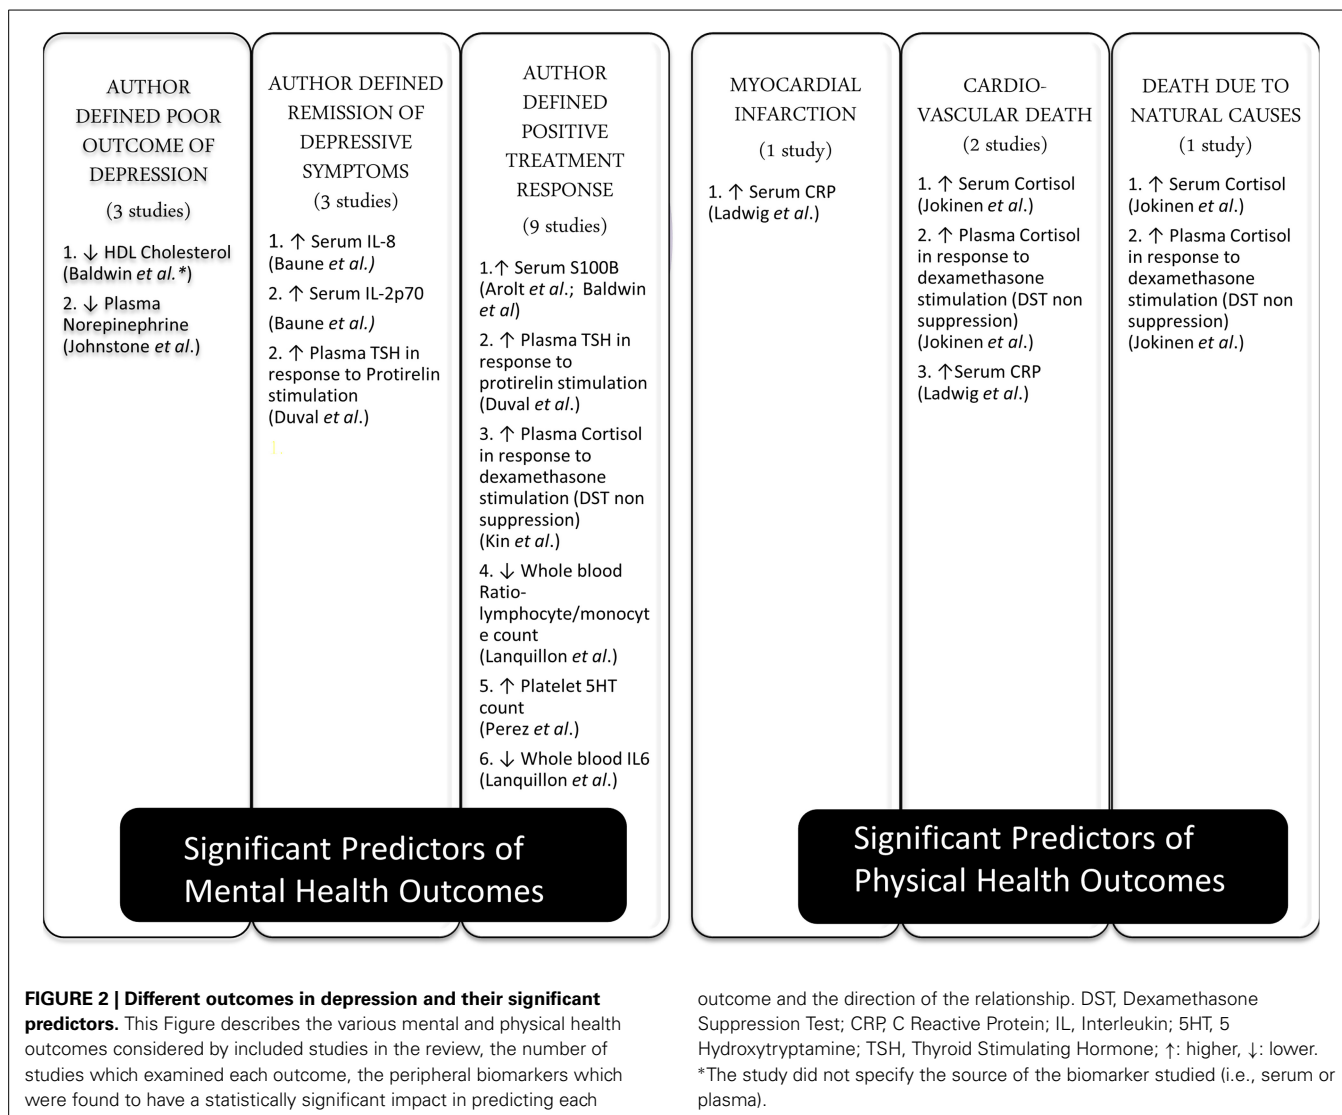 AUTHOR
DEFINED POOR
OUTCOME OF
DEPRESSION
(3 studies)
1. ↓ HDL Cholesterol
(Baldwin et al.*)
2. ↓ Plasma
Norepinephrine
(Johnstone et al.)
AUTHOR DEFINED
REMISSION OF
DEPRESSIVE
SYMPTOMS
(3 studies)
1. ↑ Serum IL-8
(Baune et al.)
2. ↑ Serum IL-2p70
(Baune et al.)
2. ↑ Plasma TSH in
response to Protirelin
stimulation
(Duval et al.)
AUTHOR
DEFINED
POSITIVE
TREATMENT
RESPONSE
(9 studies)
1.↑ Serum S100B
(Arolt et al.; Baldwin
et al)
2. ↑ Plasma TSH in
response to
protirelin stimulation
(Duval et al.)
3. ↑ Plasma Cortisol
in response to
dexamethasone
stimulation (DST non
suppression)
(Kin et al.)
4. ↓ Whole blood
Ratio-
lymphocyte/monocyt
e count
(Lanquillon et al.)
5. ↑ Platelet 5HT
count
(Perez et al.)
6. ↓ Whole blood IL6
(Lanquillon et al.)
Significant Predictors of
Mental Health Outcomes
MYOCARDIAL
INFARCTION
(1 study)
1. ↑ Serum CRP
(Ladwig et al.)
CARDIO-
VASCULAR DEATH
(2 studies)
1. ↑ Serum Cortisol
(Jokinen et al.)
2. ↑ Plasma Cortisol
in response to
dexamethasone
stimulation (DST non
suppression)
(Jokinen et al.)
3. ↑Serum CRP
(Ladwig et al.)
DEATH DUE TO
NATURAL CAUSES
(1 study)
1. ↑ Serum Cortisol
(Jokinen et al.)
2. ↑ Plasma Cortisol
in response to
dexamethasone
stimulation (DST non
suppression)
(Jokinen et al.)
Significant Predictors of
Physical Health Outcomes
FIGURE 2 | Different outcomes in depression and their significant
predictors. This Figure describes the various mental and physical health
outcomes considered by included studies in the review, the number of
studies which examined each outcome, the peripheral biomarkers which
were found to have a statistically significant impact in predicting each
outcome and the direction of the relationship. DST, Dexamethasone
Suppression Test; CRP, C Reactive Protein; IL, Interleukin; 5HT, 5
Hydroxytryptamine; TSH, Thyroid Stimulating Hormone; ↑: higher, ↓: lower.
*The study did not specify the source of the biomarker studied (i.e., serum or
plasma).